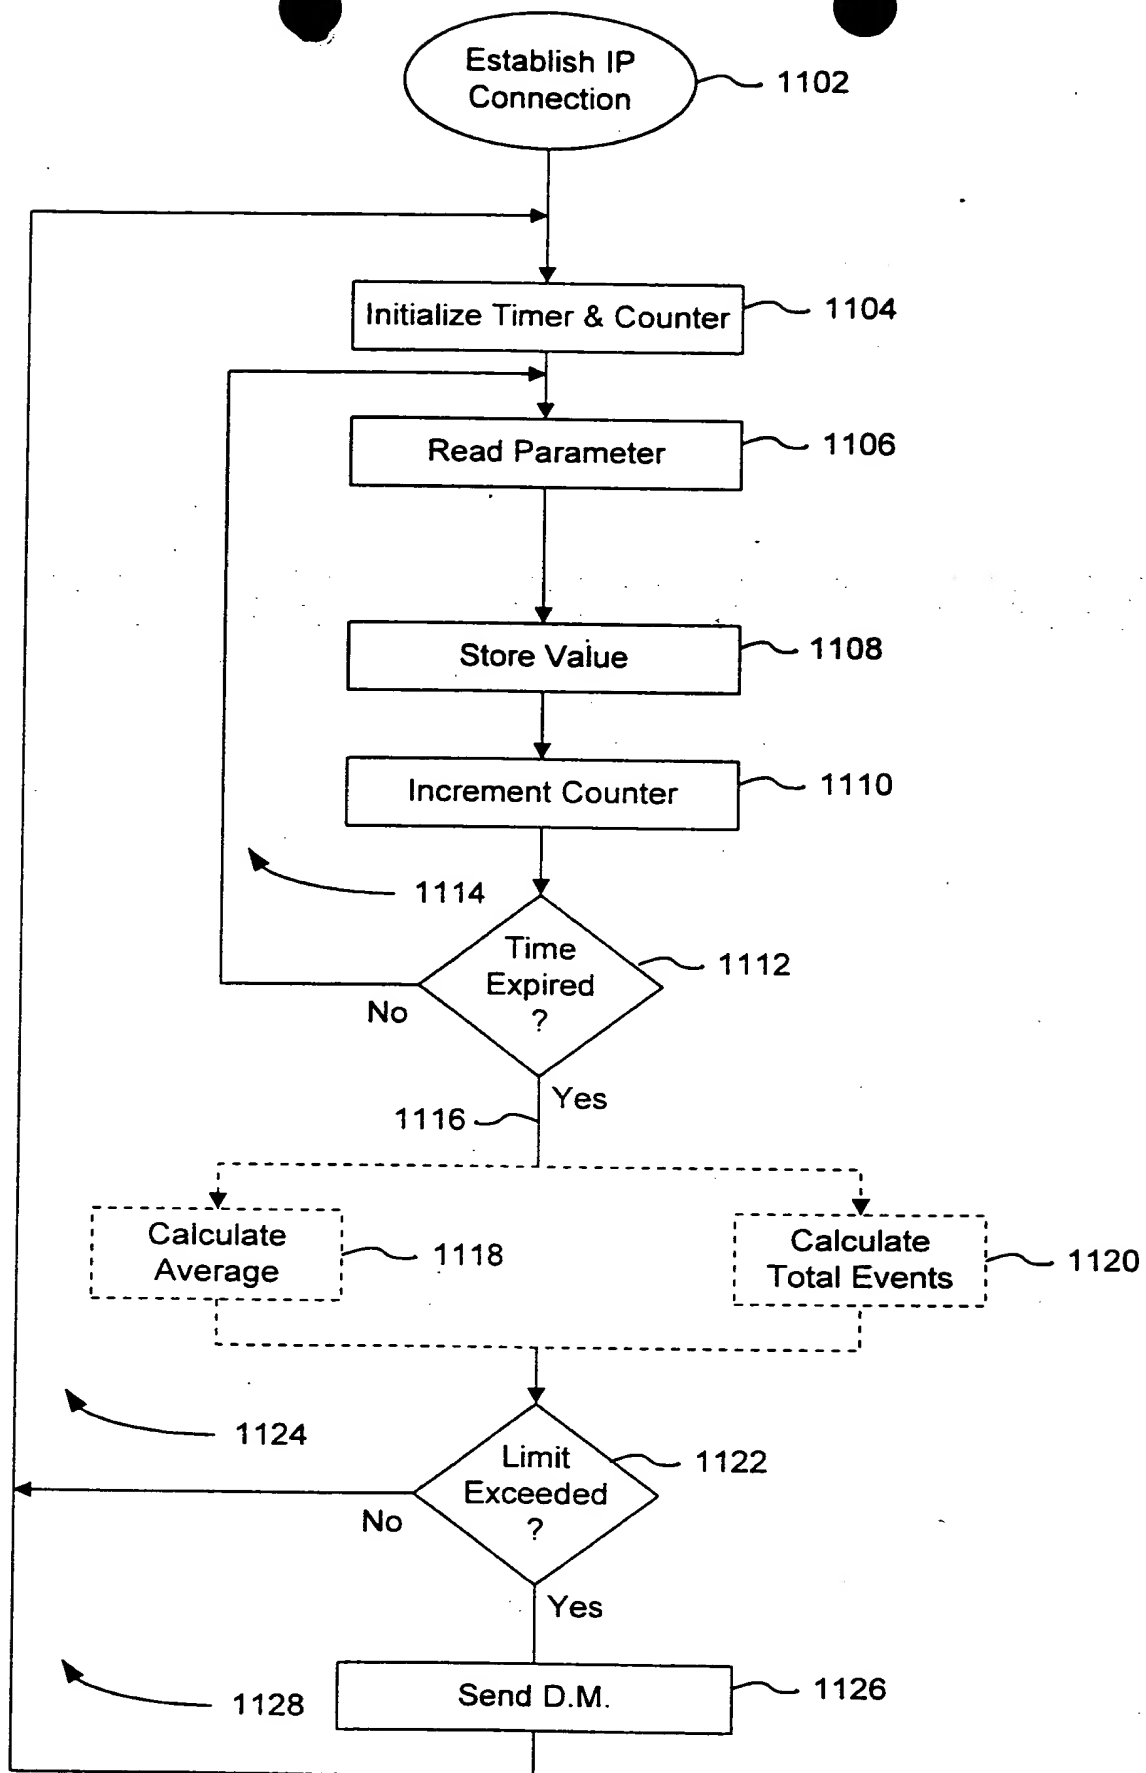 Establish IP
Connection
1102
Initialize Timer & Counter
1104
Read Parameter
1106
Store Value
1108
Increment Counter
1110
1114
Time
Expired
?
1112
No
Yes
1116
Calculate
Average
1118
Calculate
Total Events
1120
1124
Limit
Exceeded
?
1122
No
Yes
1128
Send D.M.
1126